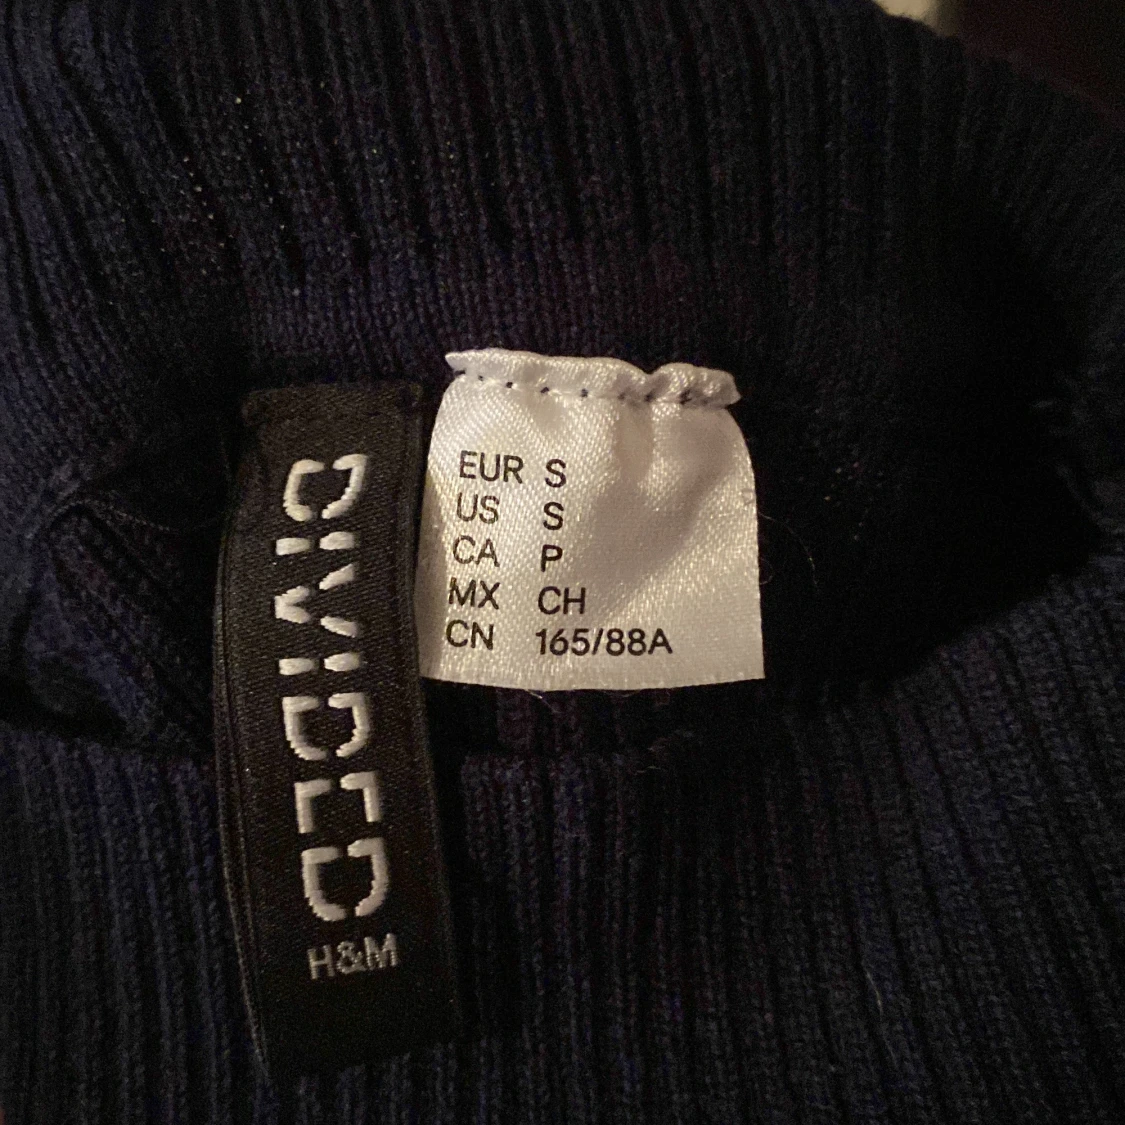 DIVIDED
H&M
EUR S
US S
CA P
MX CH
CN 165/88A